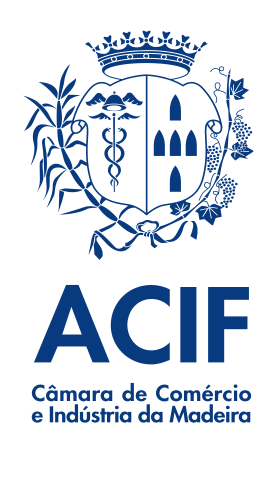 ACIF
Câmara de Comércio
e Indústria da Madeira